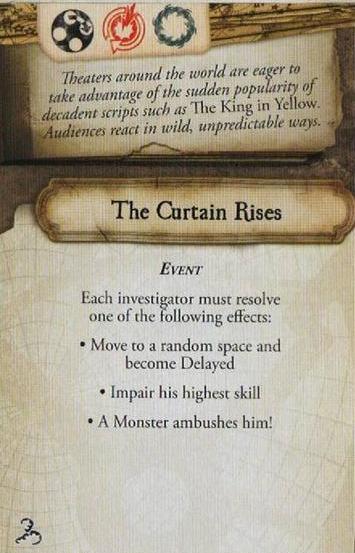 Theaters around the world are eager to
take advantage of the sudden popularity of
decadent scripts such as The King in Yellow.
Audiences react in wild, unpredictable ways.
The Curtain Rises
EVENT
Each investigator must resolve
one of the following effects:
• Move to a random space and
become Delayed
• Impair his highest skill
• A Monster ambushes him!